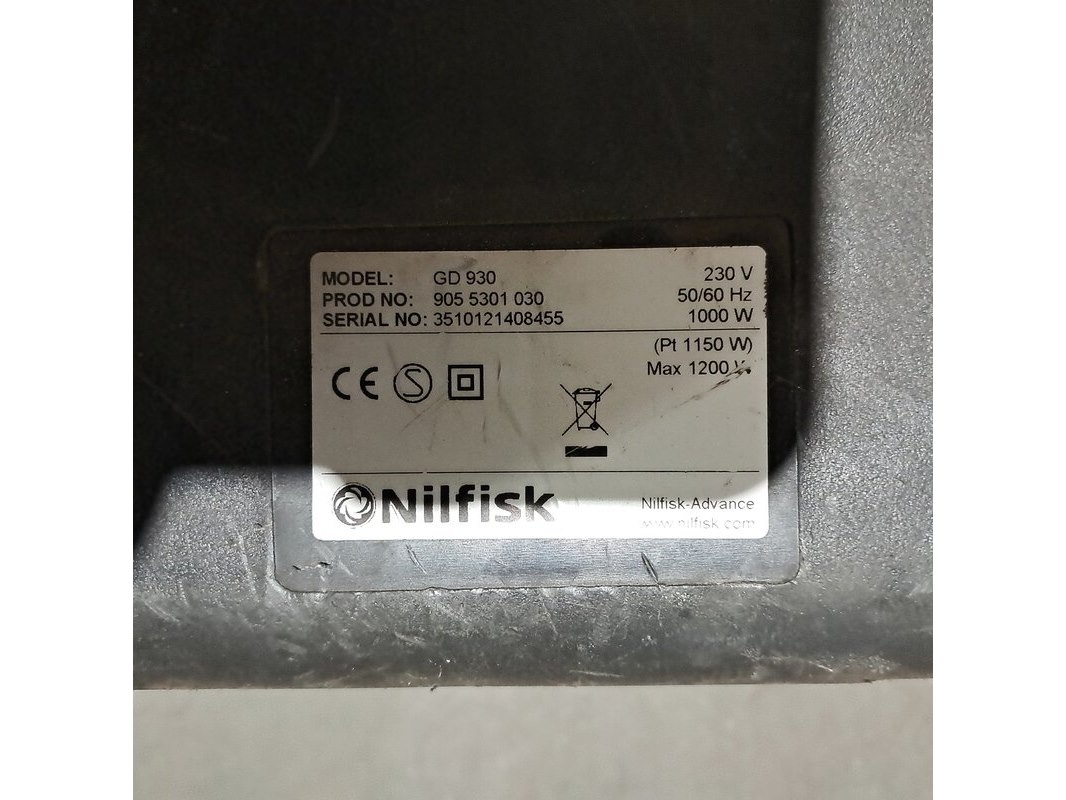 MODEL: GD 930 230 V
PROD NO: 905 5301 030 50/60 Hz
SERIAL NO: 3510121408455 1000 W
(Pt 1150 W)
Max 1200 W
CE S
Nilfisk Nilfisk-Advance
www.nilfisk.com